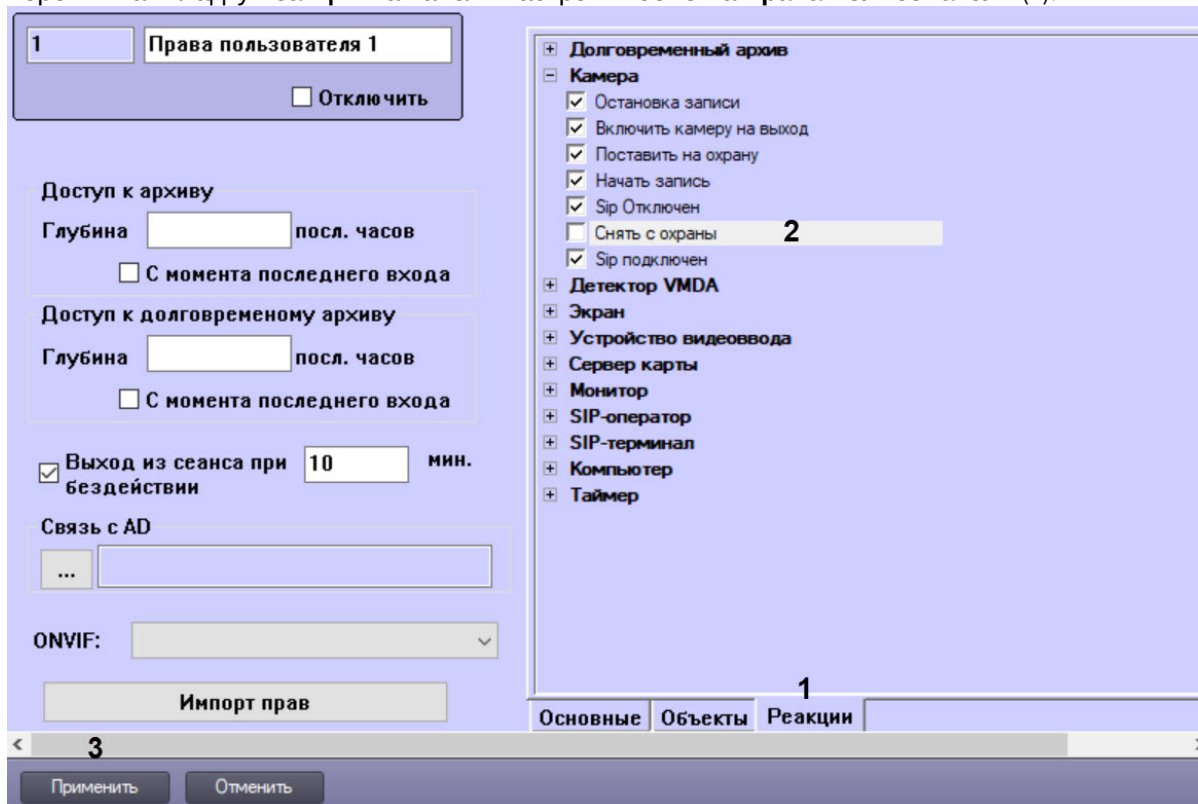 1
Права пользователя 1
Отключить
Доступ к архиву
Глубина посл. часов
С момента последнего входа
Доступ к долговременому архиву
Глубина посл. часов
С момента последнего входа
Выход из сеанса при 10 мин.
бездействии
Связь с AD
...
ONVIF:
Импорт прав
Долговременный архив
Камера
Остановка записи
Включить камеру на выход
Поставить на охрану
Начать запись
Sip Отключен
Снять с охраны 2
Sip подключен
Детектор VMDA
Экран
Устройство видеоввода
Сервер карты
Монитор
SIP-оператор
SIP-терминал
Компьютер
Таймер
1
Основные Объекты Реакции
3
Применить Отменить